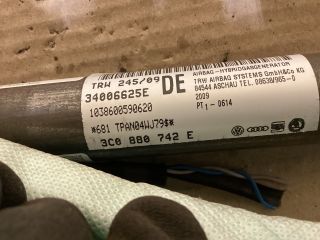 TRW 245/09
34006625E
1030600590620
*681 TPAN04WJ79$*
3C0 880 742 E
DE
AIRBAG-HYBRIDGASGENERATOR
TRW AIRBAG SYSTEMS GmbH&Co KG
84544 ASCHAU TEL. 08638/965-0
2009
PT1-0614